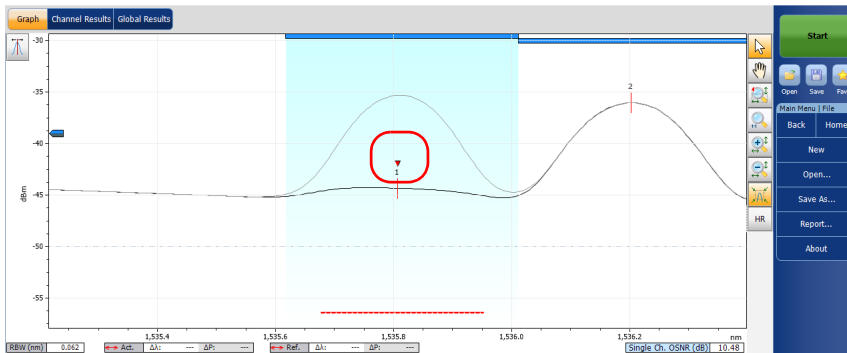 Graph Channel Results Global Results
Start
Open Save Fav
Main Menu | File
Back Home
New
Open...
Save As...
Report...
About
HR
-30
-35
-40
-45
-50
-55
dBm
1
2
1,535.4 1,535.6 1,535.8 1,536.0 1,536.2 nm
RBW (nm) 0.062 Act. Δλ: --- ΔP: --- Ref. Δλ: --- ΔP: --- Single Ch. OSNR (dB) 10.48